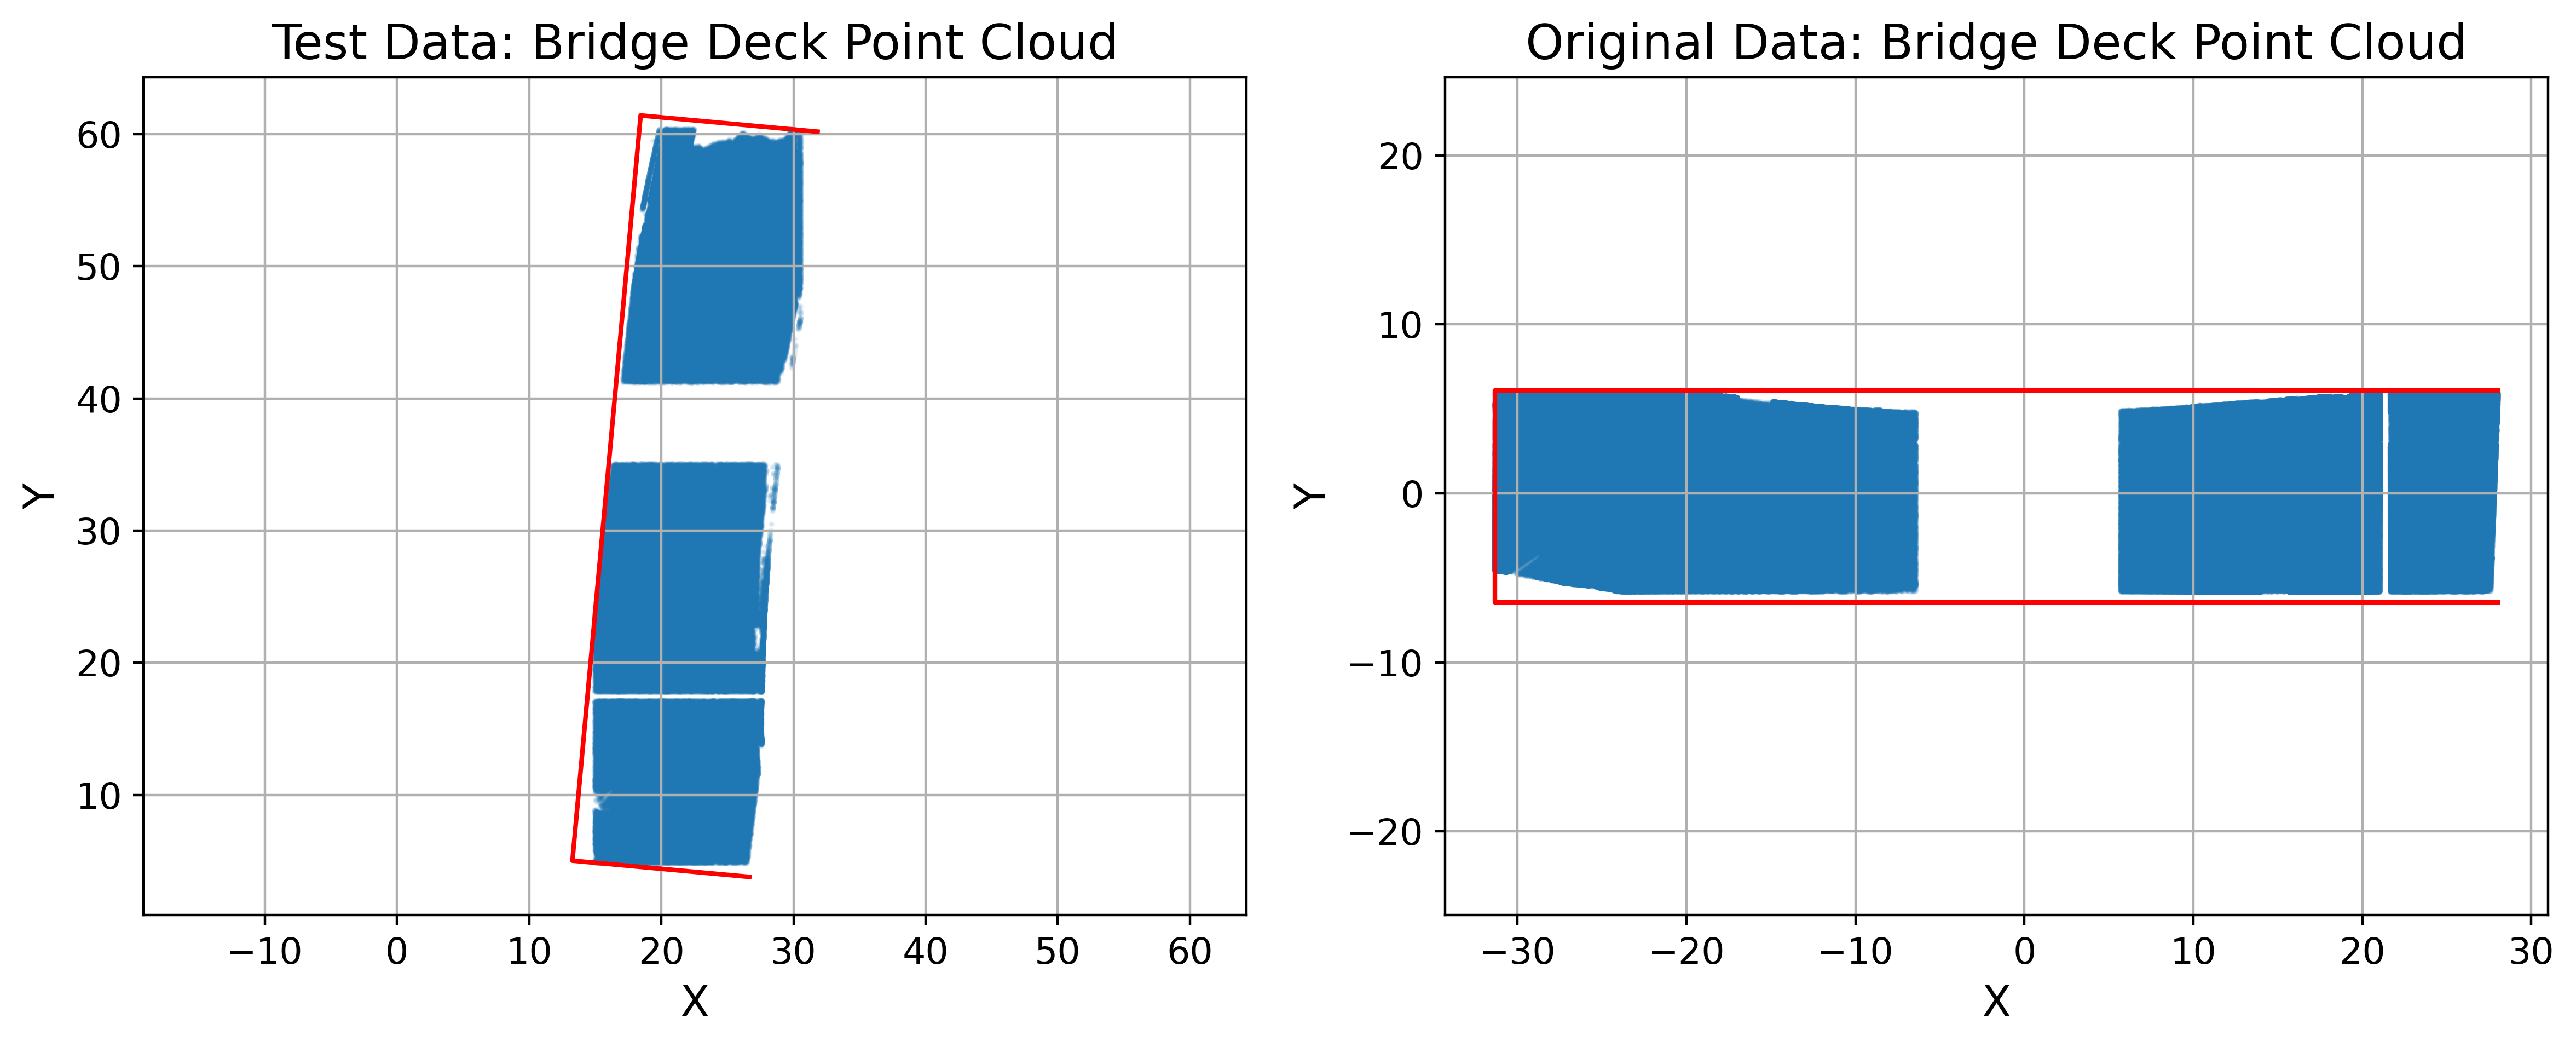 Test Data: Bridge Deck Point Cloud
60
50
40
30
20
10
Y
−10 0 10 20 30 40 50 60
X
Original Data: Bridge Deck Point Cloud
20
10
0
−10
−20
Y
−30 −20 −10 0 10 20 30
X